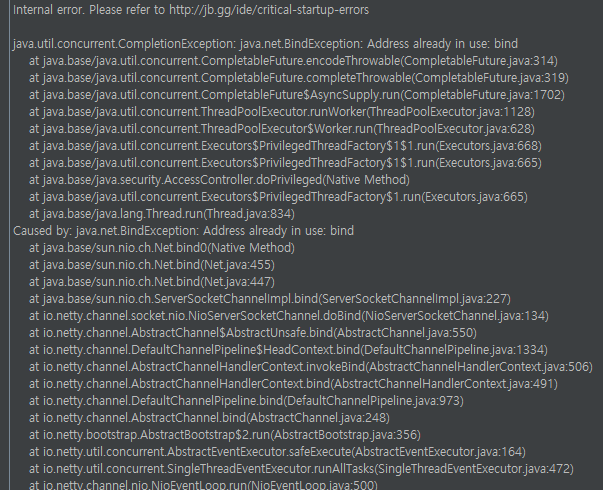 Internal error. Please refer to http://jb.gg/ide/critical-startup-errors
java.util.concurrent.CompletionException: java.net.BindException: Address already in use: bind
at java.base/java.util.concurrent.CompletableFuture.encodeThrowable(CompletableFuture.java:314)
at java.base/java.util.concurrent.CompletableFuture.completeThrowable(CompletableFuture.java:319)
at java.base/java.util.concurrent.CompletableFuture$AsyncSupply.run(CompletableFuture.java:1702)
at java.base/java.util.concurrent.ThreadPoolExecutor.runWorker(ThreadPoolExecutor.java:1128)
at java.base/java.util.concurrent.ThreadPoolExecutor$Worker.run(ThreadPoolExecutor.java:628)
at java.base/java.util.concurrent.Executors$PrivilegedThreadFactory$1$1.run(Executors.java:668)
at java.base/java.util.concurrent.Executors$PrivilegedThreadFactory$1$1.run(Executors.java:665)
at java.base/java.security.AccessController.doPrivileged(Native Method)
at java.base/java.util.concurrent.Executors$PrivilegedThreadFactory$1.run(Executors.java:665)
at java.base/java.lang.Thread.run(Thread.java:834)
Caused by: java.net.BindException: Address already in use: bind
at java.base/sun.nio.ch.Net.bind0(Native Method)
at java.base/sun.nio.ch.Net.bind(Net.java:455)
at java.base/sun.nio.ch.Net.bind(Net.java:447)
at java.base/sun.nio.ch.ServerSocketChannelImpl.bind(ServerSocketChannelImpl.java:227)
at io.netty.channel.socket.nio.NioServerSocketChannel.doBind(NioServerSocketChannel.java:134)
at io.netty.channel.AbstractChannel$AbstractUnsafe.bind(AbstractChannel.java:550)
at io.netty.channel.DefaultChannelPipeline$HeadContext.bind(DefaultChannelPipeline.java:1334)
at io.netty.channel.AbstractChannelHandlerContext.invokeBind(AbstractChannelHandlerContext.java:506)
at io.netty.channel.AbstractChannelHandlerContext.bind(AbstractChannelHandlerContext.java:491)
at io.netty.channel.DefaultChannelPipeline.bind(DefaultChannelPipeline.java:973)
at io.netty.channel.AbstractChannel.bind(AbstractChannel.java:248)
at io.netty.bootstrap.AbstractBootstrap$2.run(AbstractBootstrap.java:356)
at io.netty.util.concurrent.AbstractEventExecutor.safeExecute(AbstractEventExecutor.java:164)
at io.netty.util.concurrent.SingleThreadEventExecutor.runAllTasks(SingleThreadEventExecutor.java:472)
at io.netty.channel.nio.NioEventLoop.run(NioEventLoop.java:500)